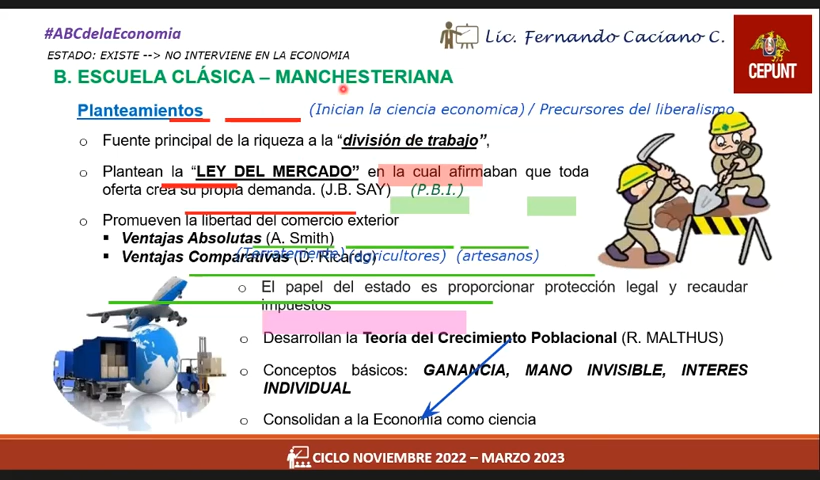 #ABCdelaEconomia
Lic. Fernando Caciano C.
CEPUNT
ESTADO: EXISTE --> NO INTERVIENE EN LA ECONOMIA
B. ESCUELA CLÁSICA – MANCHESTERIANA
Planteamientos
(Inician la ciencia economica) / Precursores del liberalismo
o Fuente principal de la riqueza a la “división de trabajo”,
o Plantean la “LEY DEL MERCADO” en la cual afirmaban que toda
oferta crea su propia demanda. (J.B. SAY) (P.B.I.)
o Promueven la libertad del comercio exterior
▪ Ventajas Absolutas (A. Smith)
▪ Ventajas Comparativas (D. Ricardo)
(Terrateniente) (agricultores) (artesanos)
o El papel del estado es proporcionar protección legal y recaudar
impuestos
o Desarrollan la Teoría del Crecimiento Poblacional (R. MALTHUS)
o Conceptos básicos: GANANCIA, MANO INVISIBLE, INTERES
INDIVIDUAL
o Consolidan a la Economía como ciencia
CICLO NOVIEMBRE 2022 – MARZO 2023